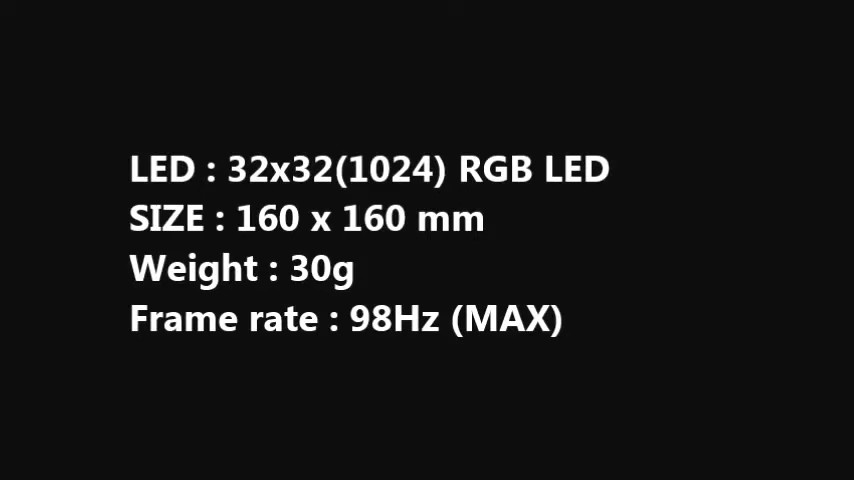 LED : 32x32(1024) RGB LED
SIZE : 160 x 160 mm
Weight : 30g
Frame rate : 98Hz (MAX)